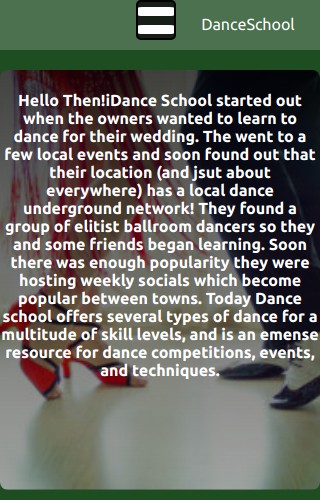 DanceSchool
Hello Then!iDance School started out
when the owners wanted to learn to
dance for their wedding. The went to a
few local events and soon found out that
their location (and jsut about
everywhere) has a local dance
underground network! They found a
group of elitist ballroom dancers so they
and some friends began learning. Soon
there was enough popularity they were
hosting weekly socials which become
popular between towns. Today Dance
school offers several types of dance for a
multitude of skill levels, and is an emense
resource for dance competitions, events,
and techniques.